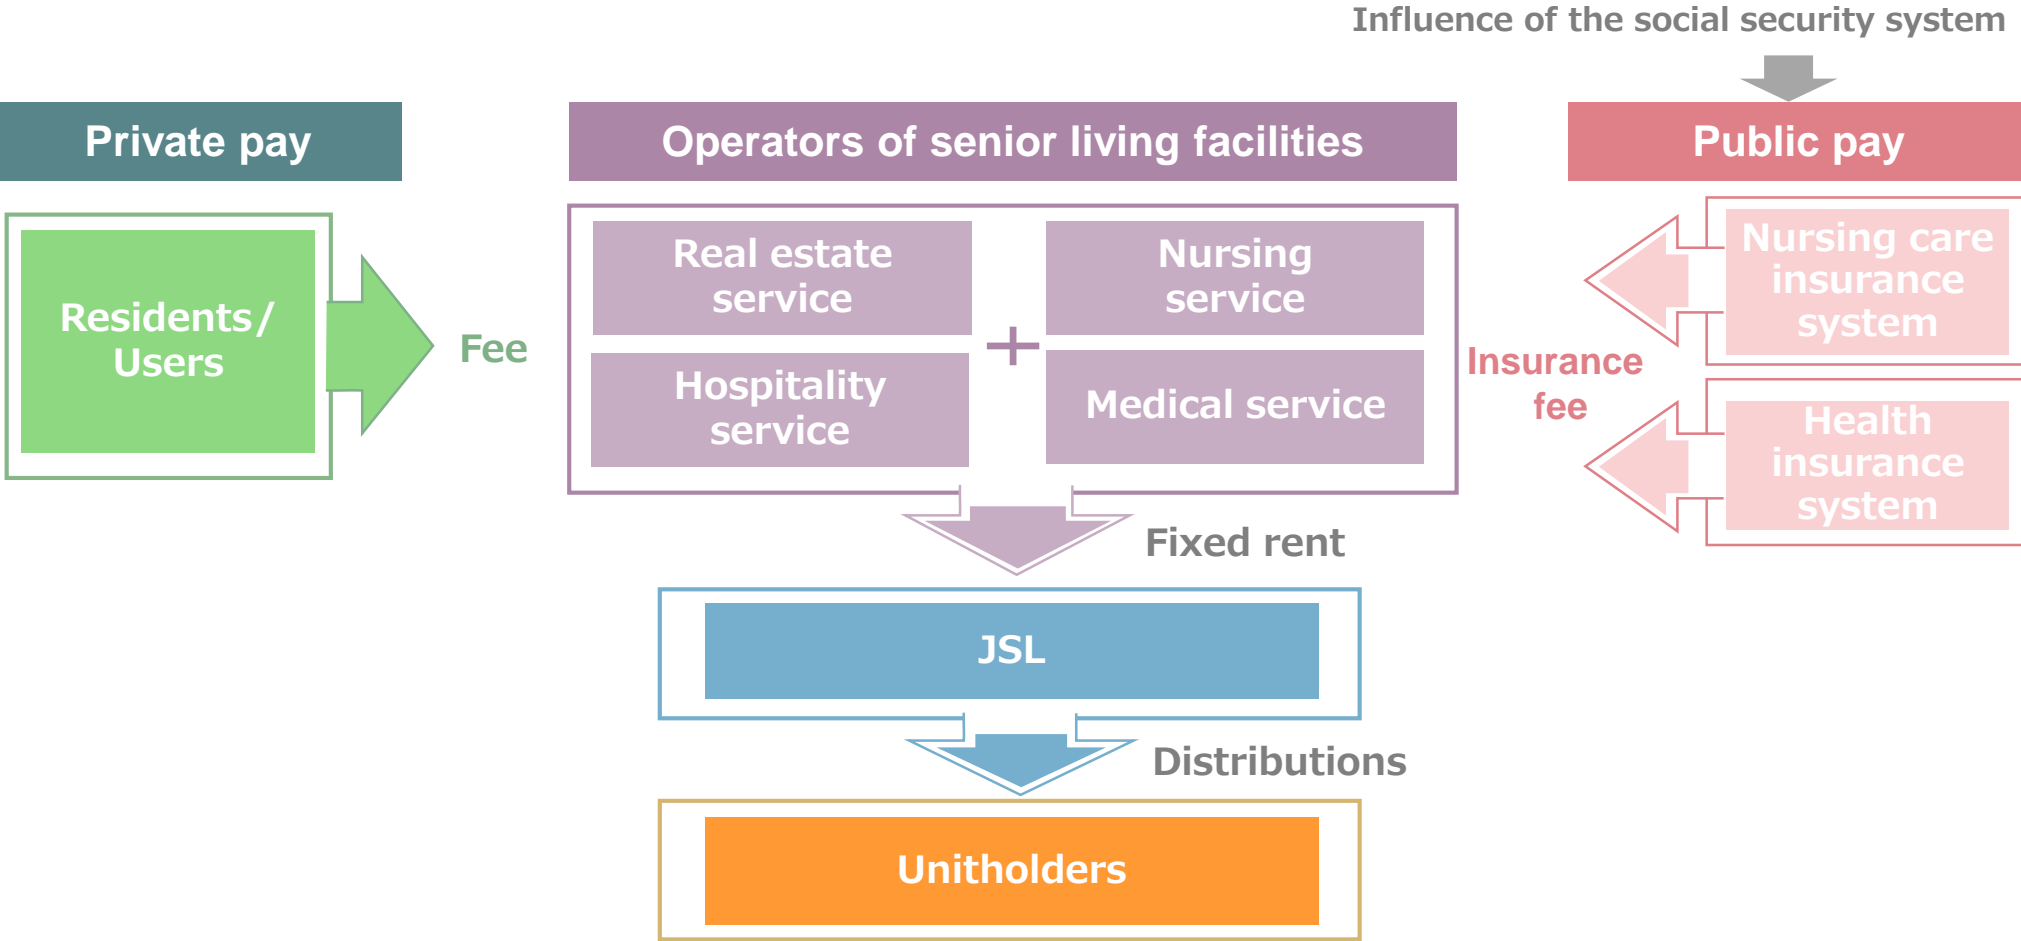 Influence of the social security system
Private pay
Operators of senior living facilities
Public pay
Residents/
Users
Fee
Real estate
service
Nursing
service
Hospitality
service
Medical service
+
Insurance
fee
Nursing care
insurance
system
Health
insurance
system
Fixed rent
JSL
Distributions
Unitholders